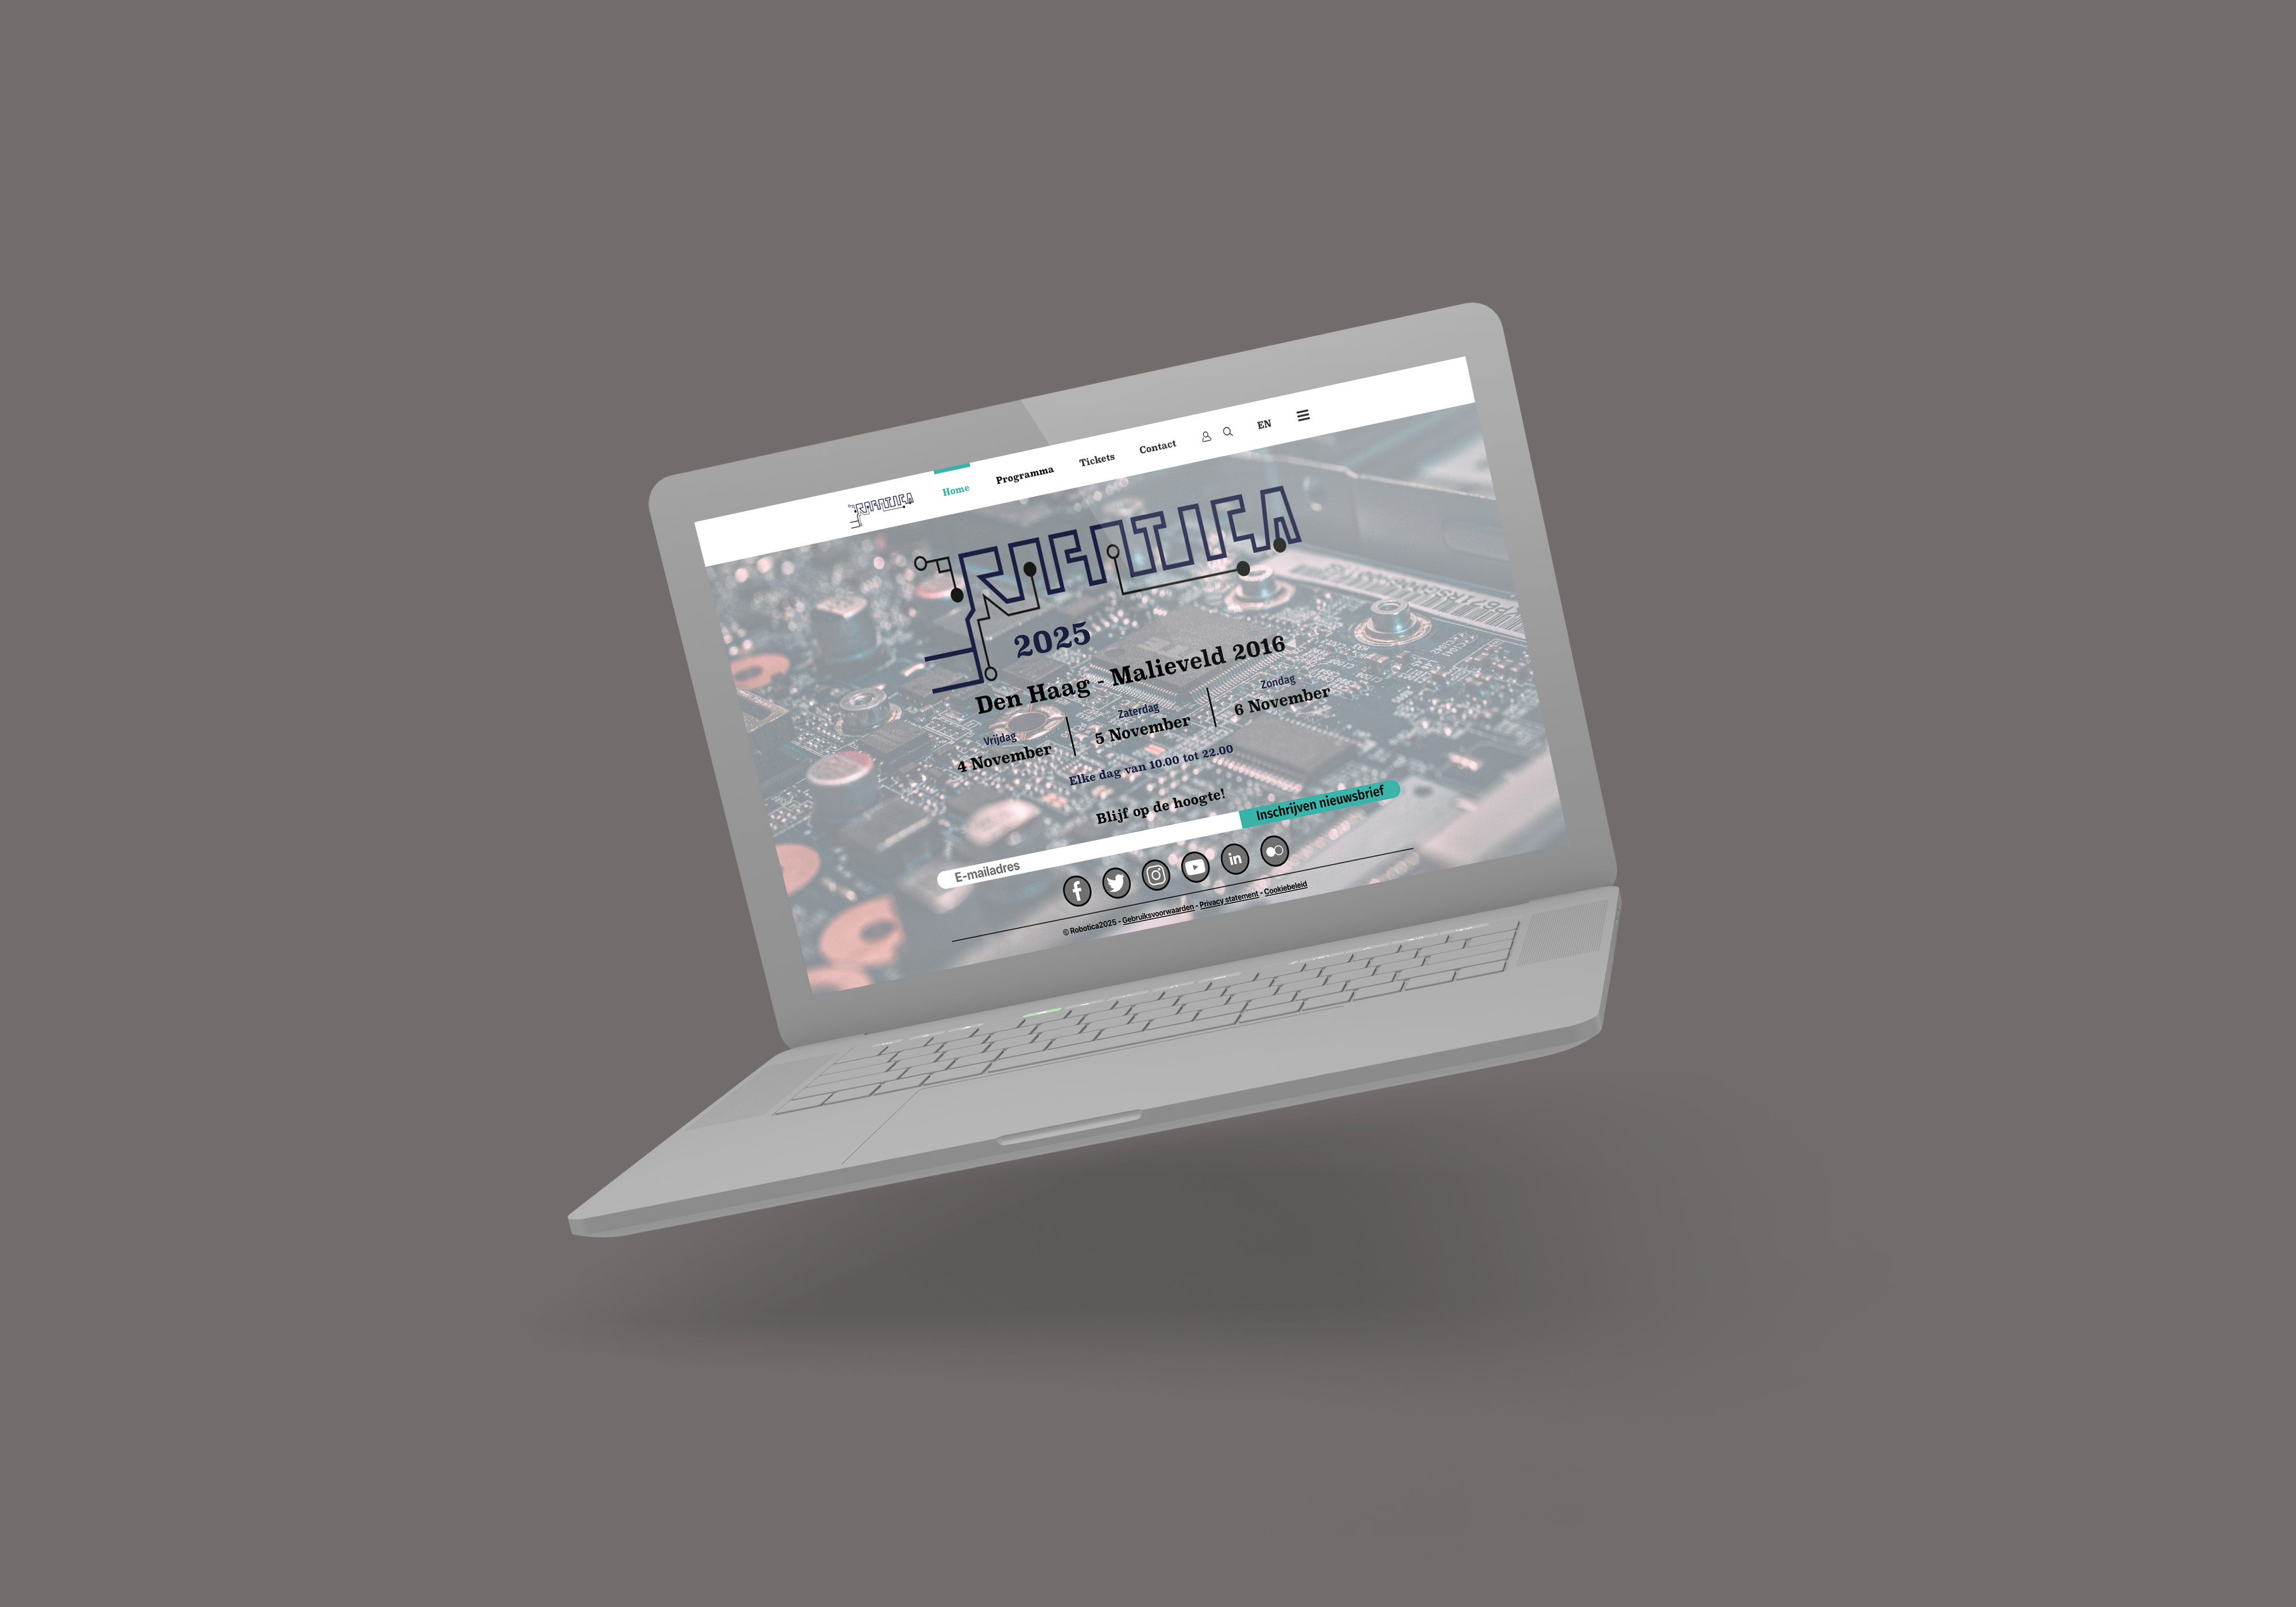 ROBOTICA
Home Programma Tickets Contact EN
ROBOTICA
2025
Den Haag - Malieveld 2016
Vrijdag Zaterdag Zondag
4 November 5 November 6 November
Elke dag van 10.00 tot 22.00
Blijf op de hoogte!
E-mailadres Inschrijven nieuwsbrief
© Robotica2025 - Gebruiksvoorwaarden - Privacy statement - Cookiebeleid